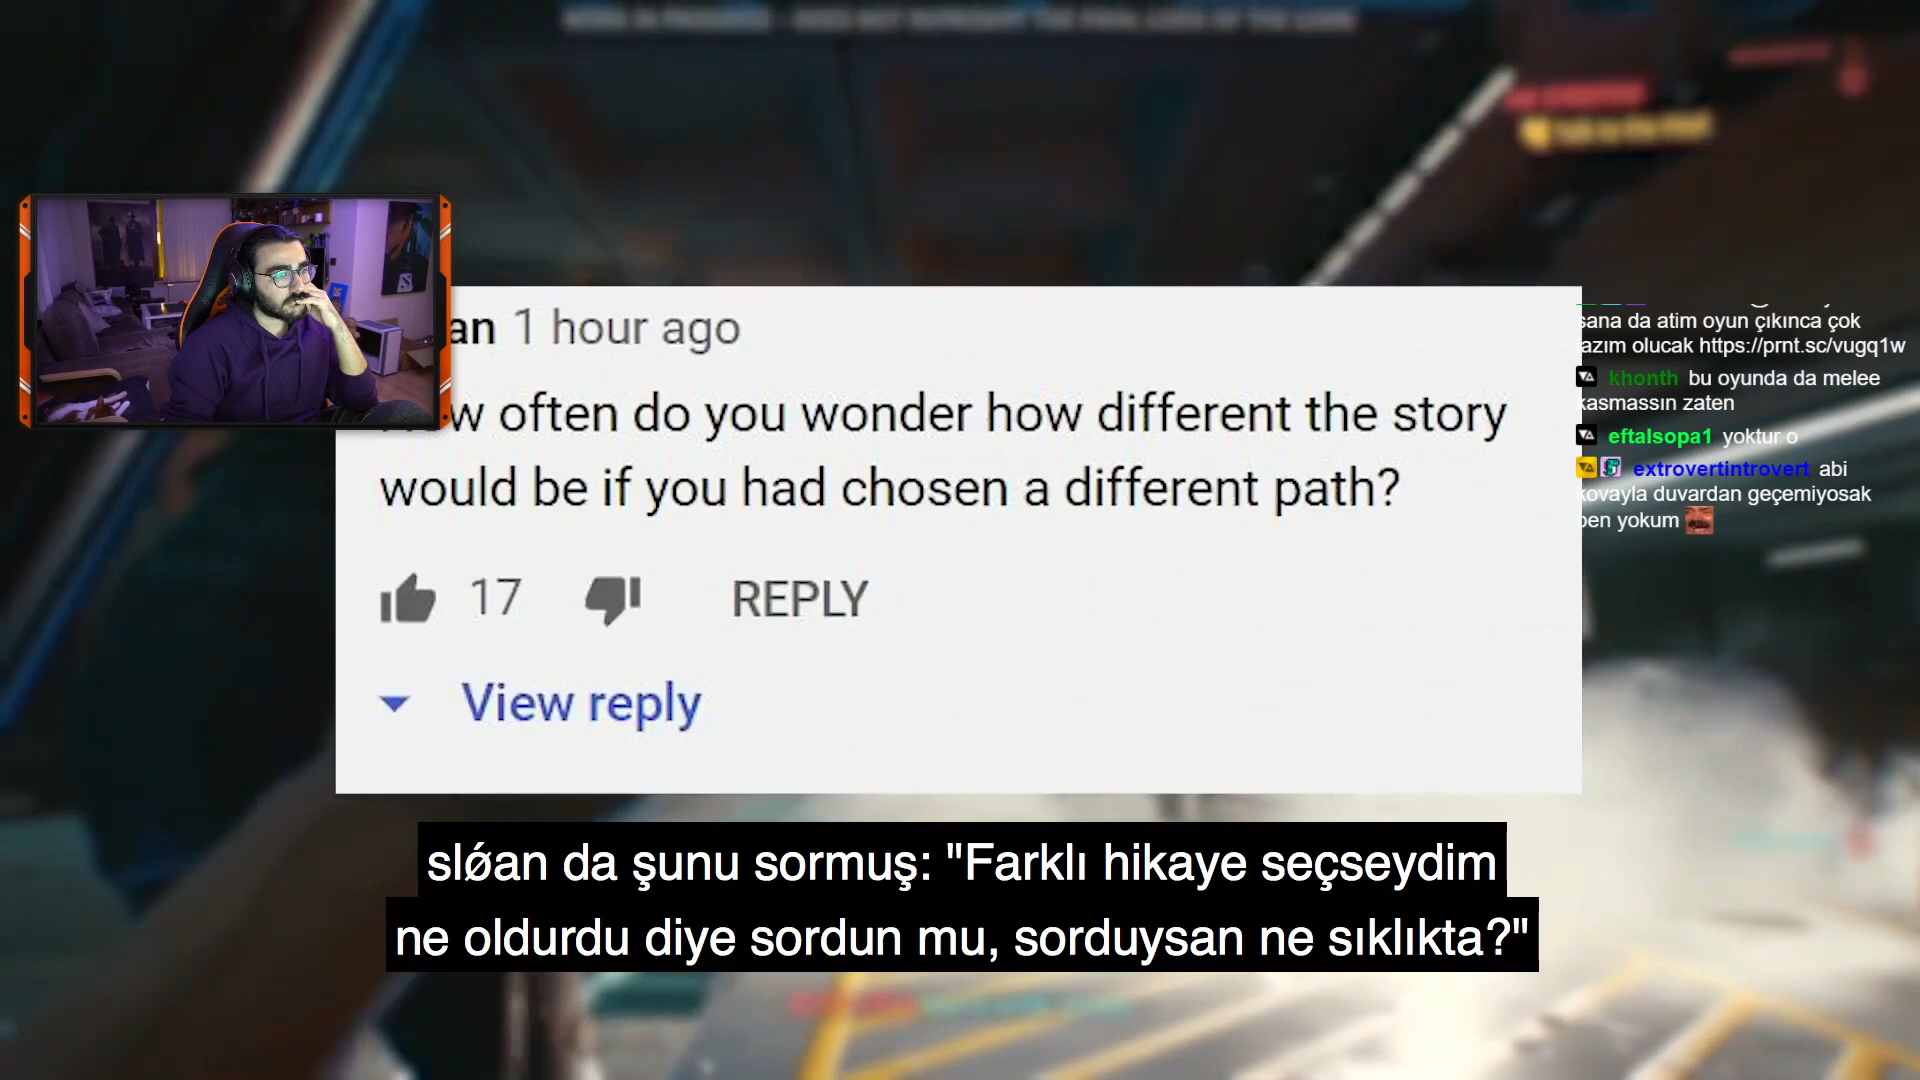 an 1 hour ago
often do you wonder how different the story
would be if you had chosen a different path?
17 REPLY
View reply
slǿan da şunu sormuş: "Farklı hikaye seçseydim
ne oldurdu diye sordun mu, sorduysan ne sıklıkta?"
sana da atim oyun çıkınca çok
azım olucak https://prnt.sc/vugq1w
khonth bu oyunda da melee
kasmassın zaten
eftalsopa1 yoktur o
extrovertintrovert abi
kovayla duvardan geçemiyosak
ben yokum